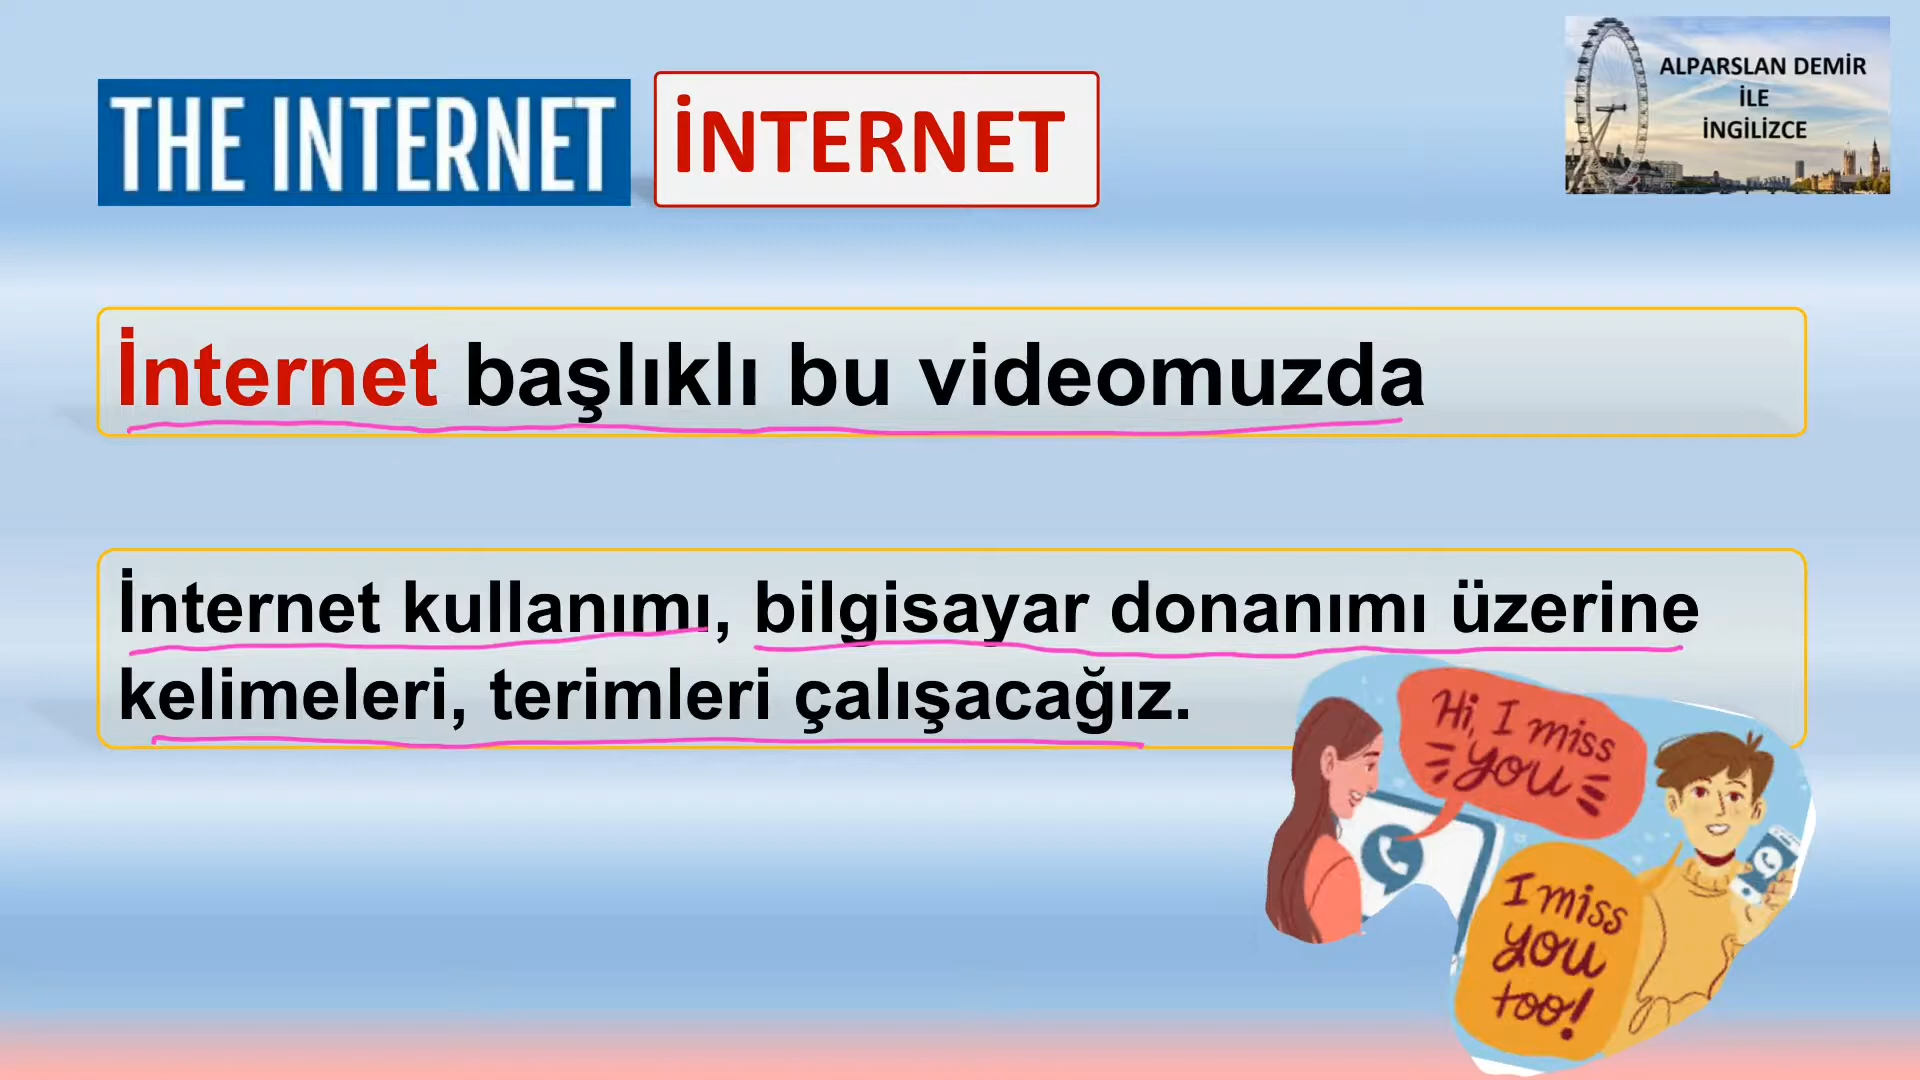 THE INTERNET
İNTERNET
ALPARSLAN DEMİR
İLE
İNGİLİZCE
İnternet başlıklı bu videomuzda
İnternet kullanımı, bilgisayar donanımı üzerine
kelimeleri, terimleri çalışacağız.
Hi, I miss
you
I miss
you
too!